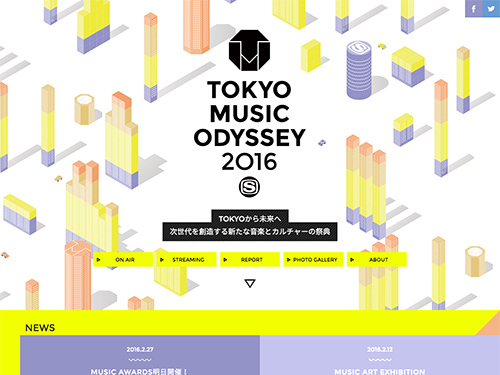 TOKYO
MUSIC
ODYSSEY
2016
S
TOKYOから未来へ
次世代を創造する新たな音楽とカルチャーの祭典
ON AIR
STREAMING
REPORT
PHOTO GALLERY
ABOUT
NEWS
2016.2.27
MUSIC AWARDS明日開催！
2016.2.12
MUSIC ART EXHIBITION